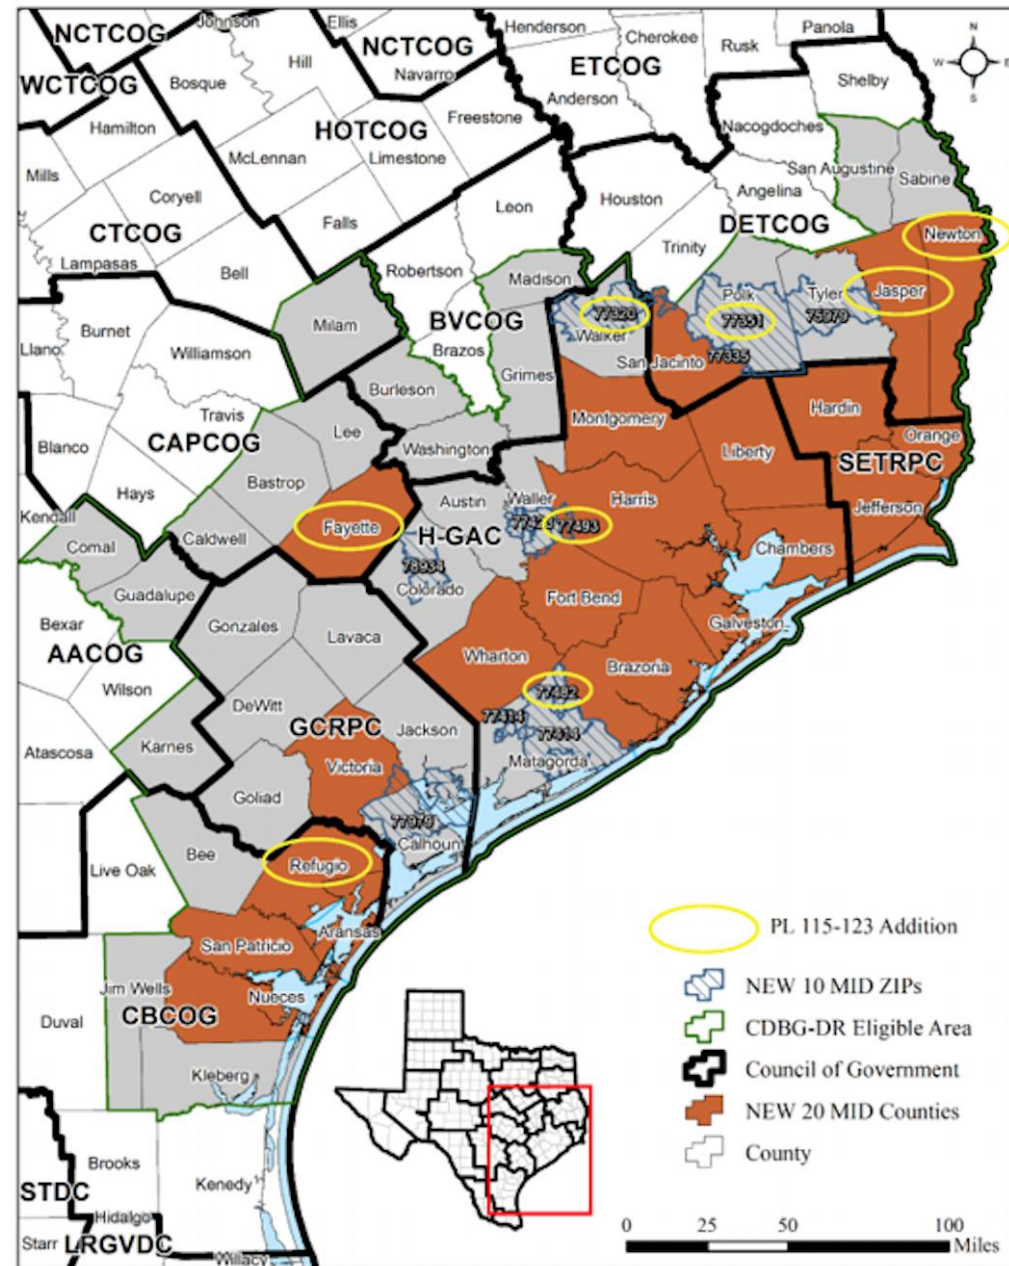 NCTCOG
Johnson
Ellis
NCTCOG
Henderson
Cherokee
Rusk
Panola
N
W
E
S
WCTCOG
Bosque
Hill
Navarro
ETCOG
Anderson
Shelby
Hamilton
HOTCOG
Freestone
Nacogdoches
McLennan
Limestone
San Augustine
Mills
Coryell
Leon
Houston
Angelina
Sabine
CTCOG
Falls
DETCOG
Newton
Lampasas
Bell
Robertson
Madison
Trinity
Polk
Tyler
Jasper
Burnet
Milam
BVCOG
77320
77351
75979
Llano
Williamson
Brazos
Walker
77335
Burleson
Grimes
San Jacinto
Travis
Montgomery
Hardin
Blanco
CAPCOG
Lee
Washington
Liberty
Orange
Bastrop
SETRPC
Hays
Austin
Waller
Harris
Jefferson
Kendall
Fayette
H-GAC
77493
Comal
Caldwell
Chambers
78934
Guadalupe
Colorado
Fort Bend
Bexar
Gonzales
Lavaca
Galveston
AACOG
Wharton
Brazoria
Wilson
77482
DeWitt
77414
GCRPC
Jackson
77414
Atascosa
Karnes
Victoria
Matagorda
Goliad
Bee
Calhoun
Live Oak
Refugio
PL 115-123 Addition
San Patricio
Aransas
Jim Wells
Nueces
NEW 10 MID ZIPs
Duval
CBCOG
CDBG-DR Eligible Area
Kleberg
Council of Government
NEW 20 MID Counties
County
Brooks
STDC
Kenedy
Hidalgo
Starr
LRGVDC
Willacy
0 25 50 100
Miles